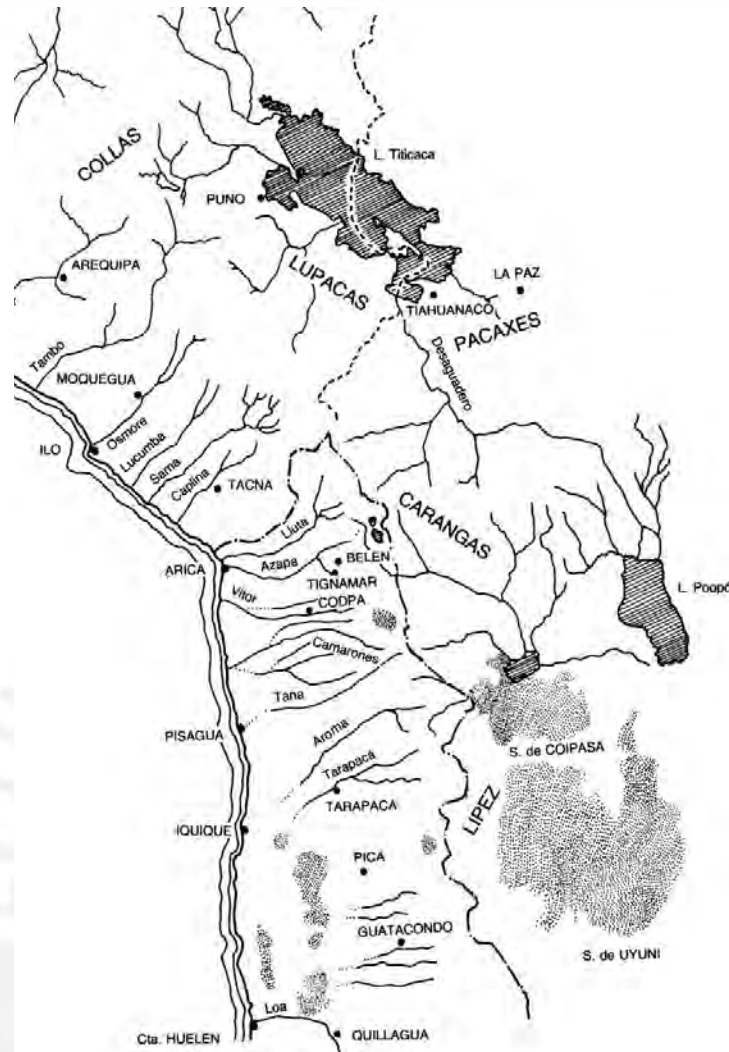 L. Titicaca
COLLAS
PUNO
AREQUIPA
LUPACAS
LA PAZ
TIAHUANACO
PACAXES
Tambo
Desaguadero
MOQUEGUA
Osmore
ILO
Lucumba
Sama
Caplina
TACNA
CARANGAS
Lluta
ARICA
Azapa
BELEN
TIGNAMAR
Vitor
CODPA
L. Poopó
Camarones
Tana
PISAGUA
Aroma
S. de COIPASA
Tarapacá
TARAPACA
LIPEZ
IQUIQUE
PICA
GUATACONDO
S. de UYUNI
Loa
Cta. HUELEN
QUILLAGUA